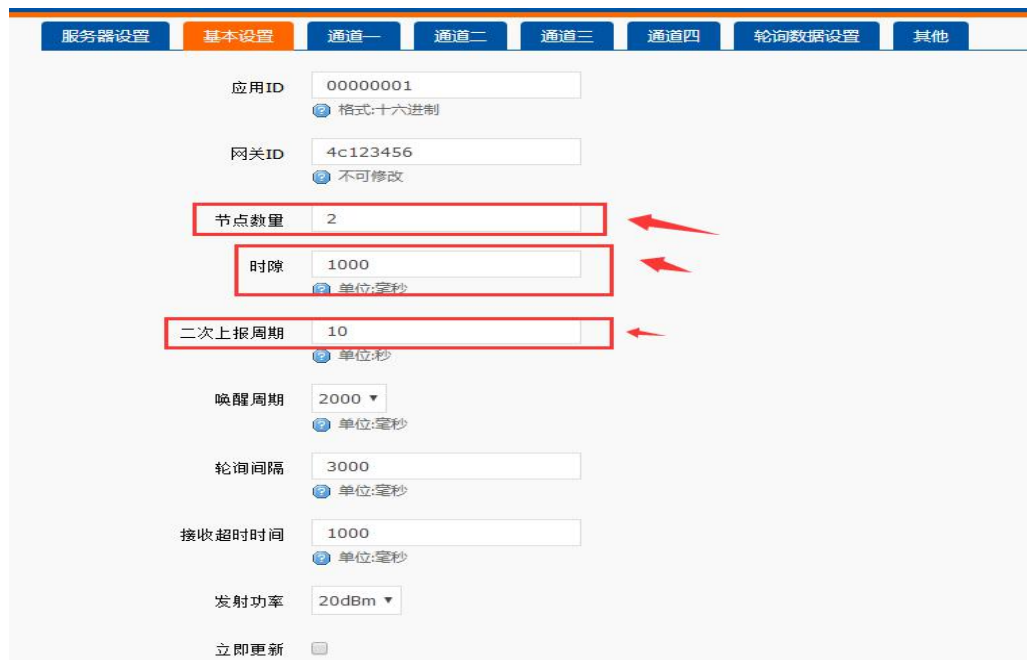 服务器设置 基本设置 通道一 通道二 通道三 通道四 轮询数据设置 其他
应用ID 00000001
格式:十六进制
网关ID 4c123456
不可修改
节点数量 2
时隙 1000
单位:毫秒
二次上报周期 10
单位:秒
唤醒周期 2000
单位:毫秒
轮询间隔 3000
单位:毫秒
接收超时时间 1000
单位:毫秒
发射功率 20dBm
立即更新